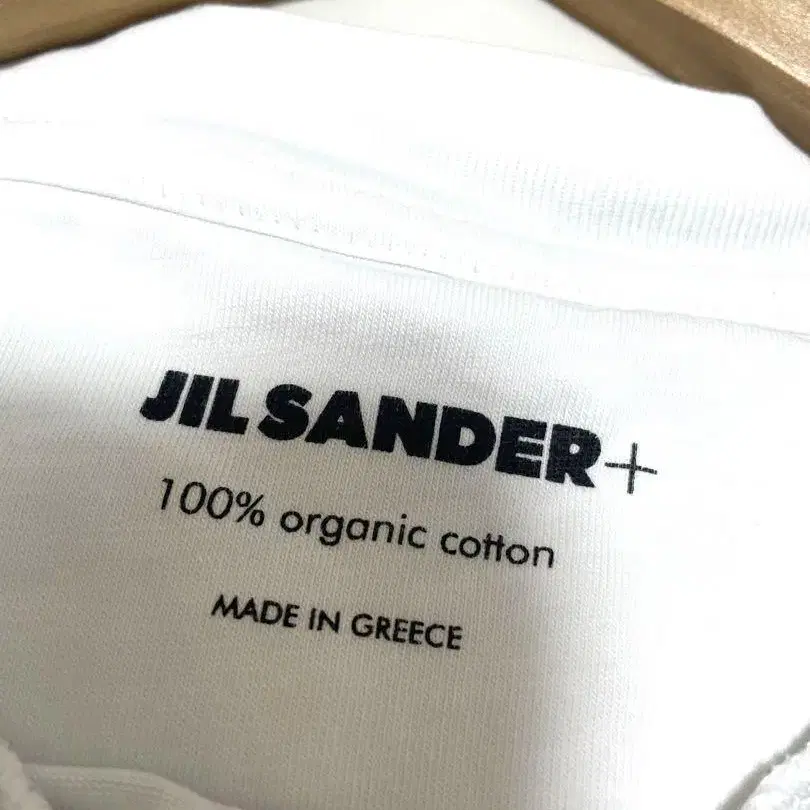 JIL SANDER+
100% organic cotton
MADE IN GREECE